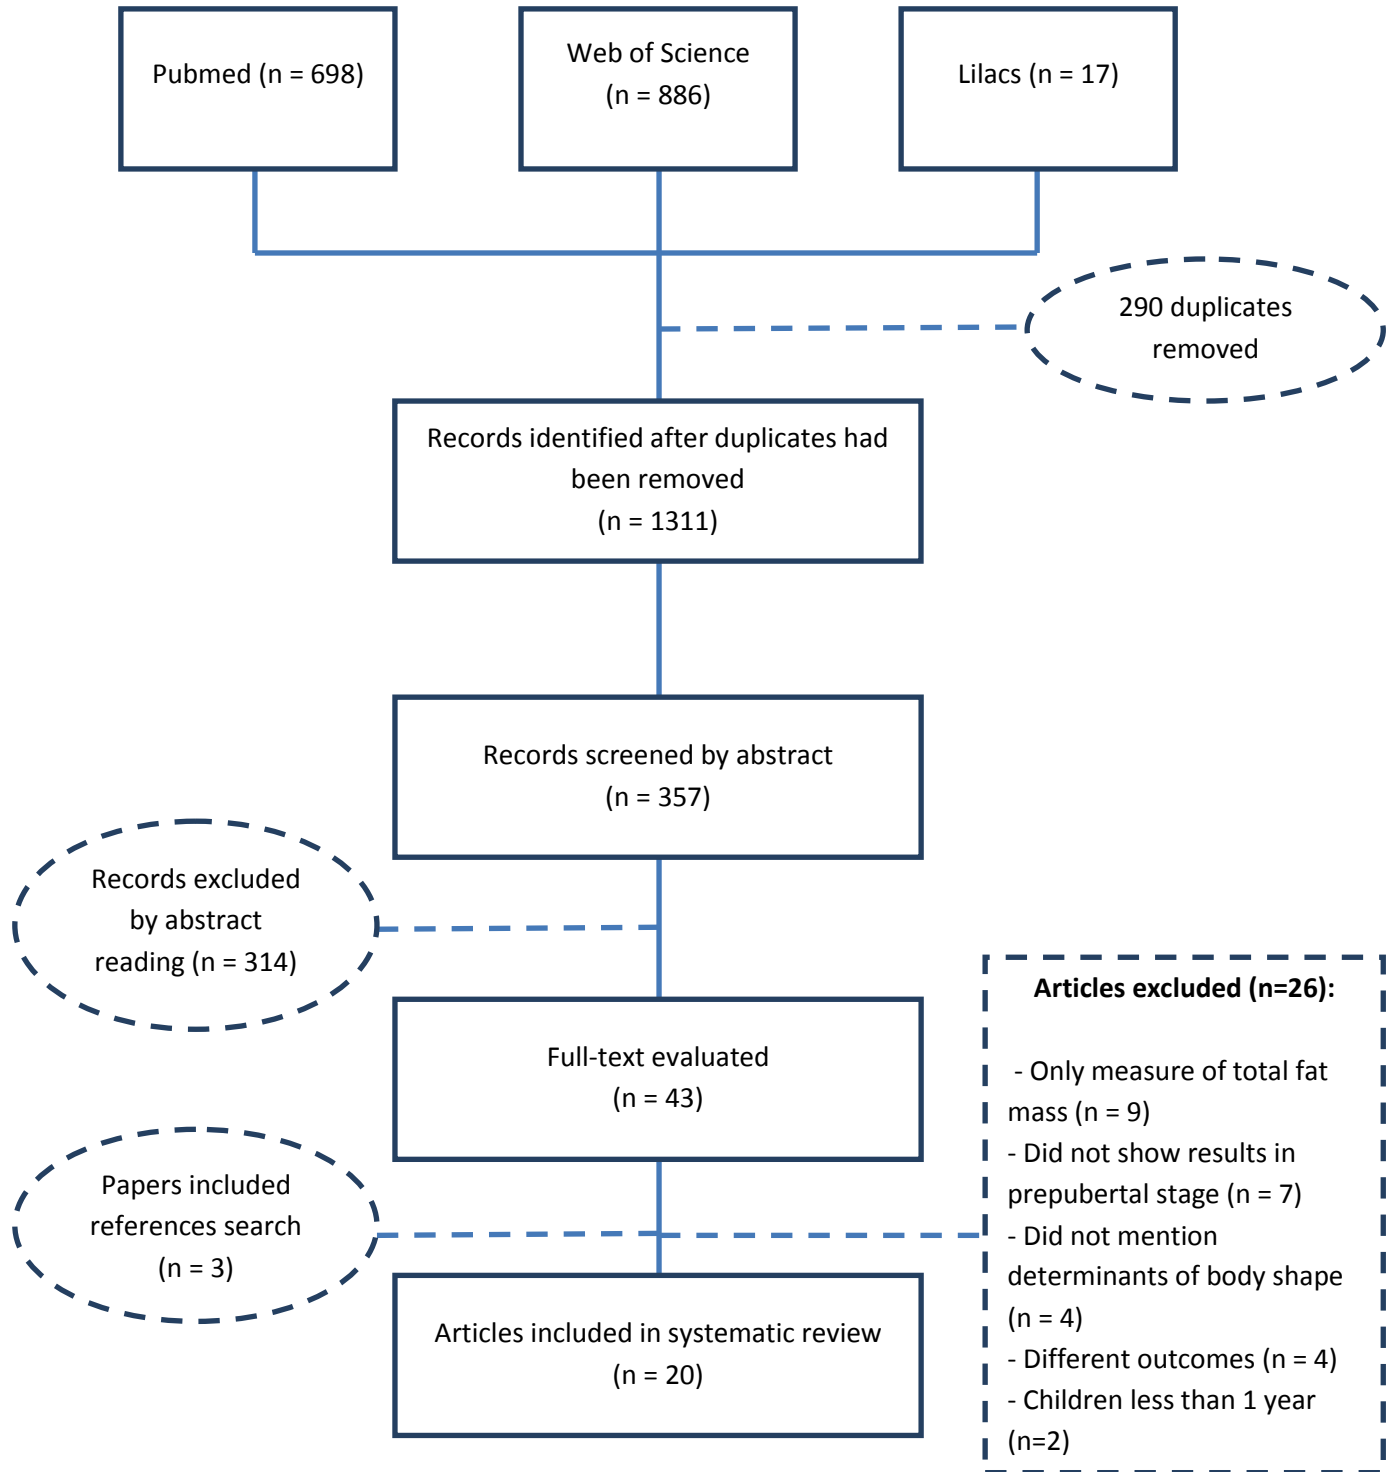 Pubmed (n = 698)
Web of Science
(n = 886)
Lilacs (n = 17)
290 duplicates
removed
Records identified after duplicates had
been removed
(n = 1311)
Records screened by abstract
(n = 357)
Records excluded
by abstract
reading (n = 314)
Full-text evaluated
(n = 43)
Papers included
references search
(n = 3)
Articles excluded (n=26):
- Only measure of total fat
mass (n = 9)
- Did not show results in
prepubertal stage (n = 7)
- Did not mention
determinants of body shape
(n = 4)
- Different outcomes (n = 4)
- Children less than 1 year
(n=2)
Articles included in systematic review
(n = 20)